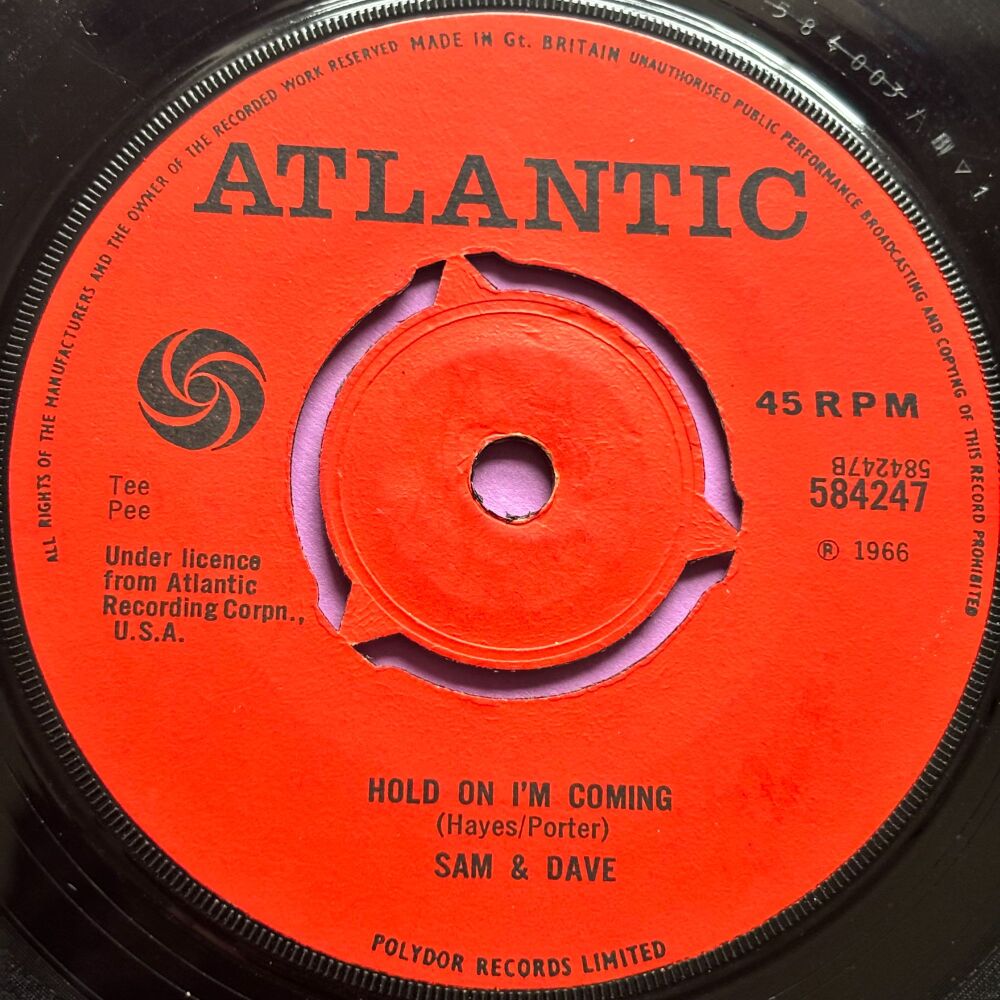 ALL RIGHTS OF THE MANUFACTURERS AND THE OWNER OF THE RECORDED WORK RESERVED MADE IN Gt. BRITAIN UNAUTHORISED PUBLIC PERFORMANCE BROADCASTING AND COPYING OF THIS RECORD PROHIBITED
584003
1
ATLANTIC
45 RPM
584247B
584247
℗ 1966
Tee
Pee
Under licence
from Atlantic
Recording Corpn.,
U.S.A.
HOLD ON I'M COMING
(Hayes/Porter)
SAM & DAVE
POLYDOR RECORDS LIMITED